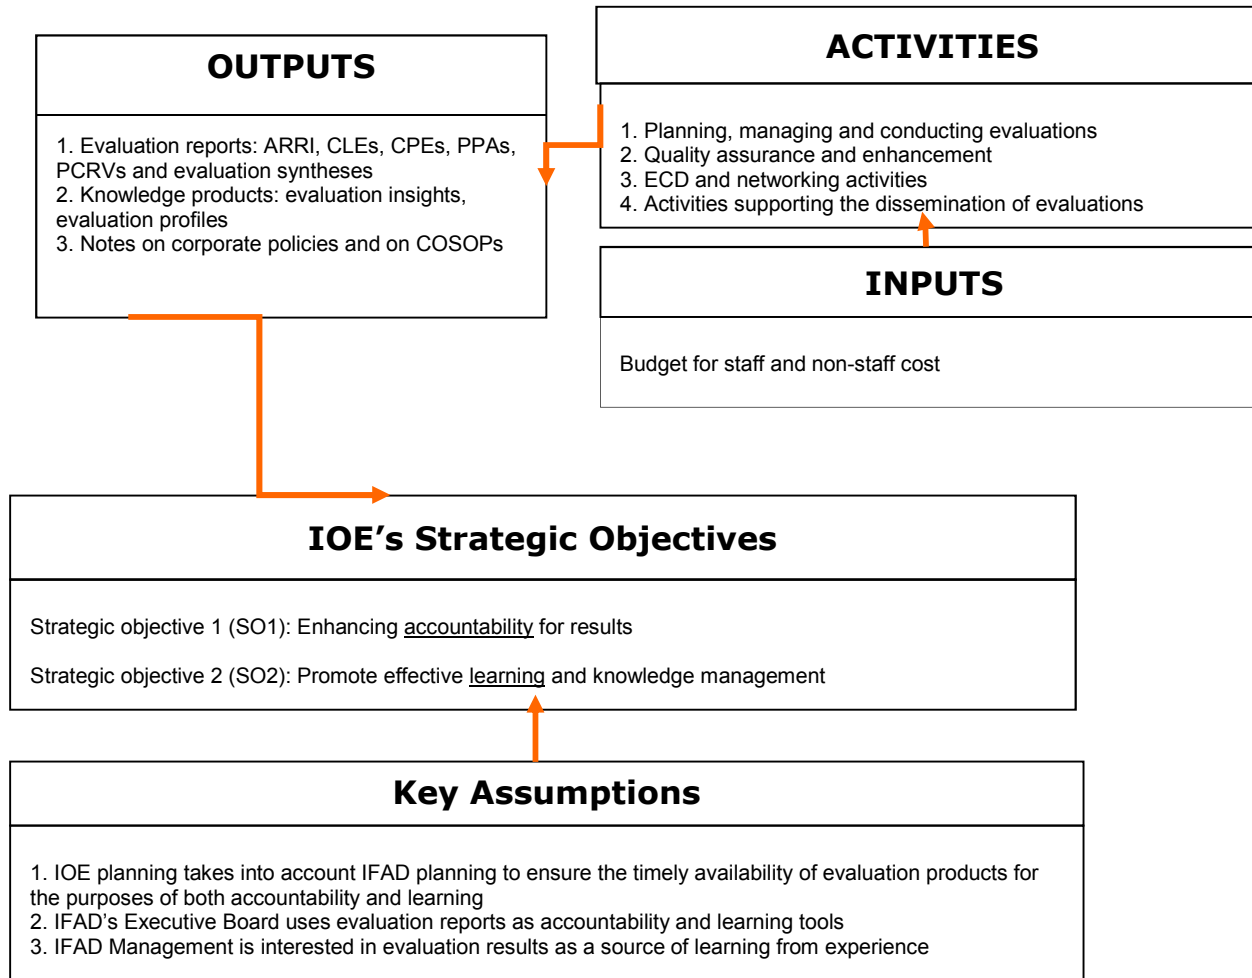 OUTPUTS
1. Evaluation reports: ARRI, CLEs, CPEs, PPAs,
PCRVs and evaluation syntheses
2. Knowledge products: evaluation insights,
evaluation profiles
3. Notes on corporate policies and on COSOPs
ACTIVITIES
1. Planning, managing and conducting evaluations
2. Quality assurance and enhancement
3. ECD and networking activities
4. Activities supporting the dissemination of evaluations
INPUTS
Budget for staff and non-staff cost
IOE’s Strategic Objectives
Strategic objective 1 (SO1): Enhancing accountability for results
Strategic objective 2 (SO2): Promote effective learning and knowledge management
Key Assumptions
1. IOE planning takes into account IFAD planning to ensure the timely availability of evaluation products for
the purposes of both accountability and learning
2. IFAD’s Executive Board uses evaluation reports as accountability and learning tools
3. IFAD Management is interested in evaluation results as a source of learning from experience